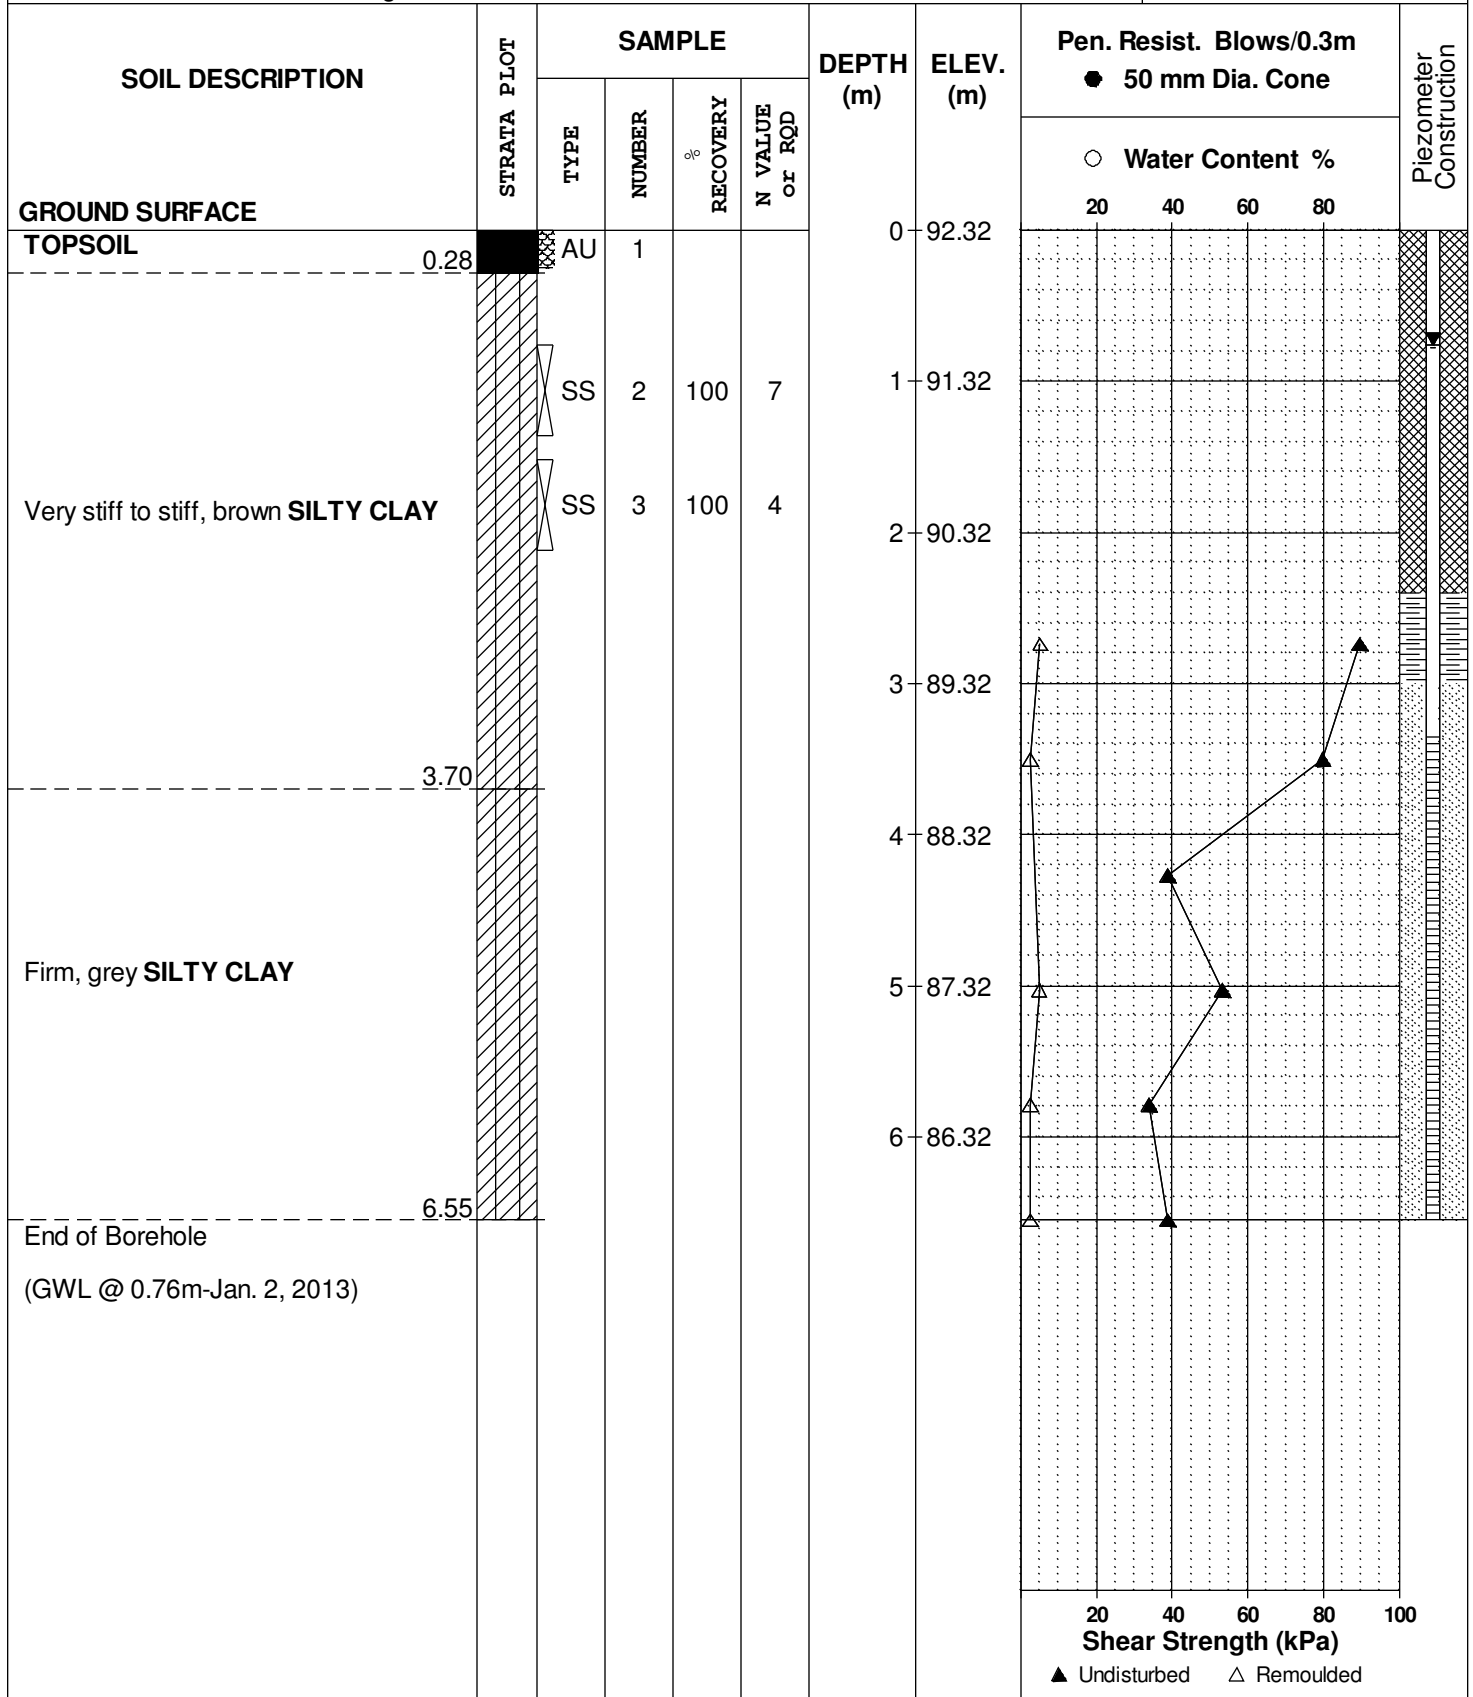 SOIL DESCRIPTION
GROUND SURFACE
STRATA PLOT
SAMPLE
TYPE
NUMBER
%
RECOVERY
N VALUE
or RQD
DEPTH
(m)
ELEV.
(m)
Pen. Resist. Blows/0.3m
● 50 mm Dia. Cone
○ Water Content %
20 40 60 80
Piezometer
Construction
TOPSOIL
0.28
AU 1
0 92.32
SS 2 100 7
1 91.32
SS 3 100 4
Very stiff to stiff, brown SILTY CLAY
2 90.32
3 89.32
3.70
4 88.32
Firm, grey SILTY CLAY
5 87.32
6 86.32
6.55
End of Borehole
(GWL @ 0.76m-Jan. 2, 2013)
20 40 60 80 100
Shear Strength (kPa)
▲ Undisturbed △ Remoulded